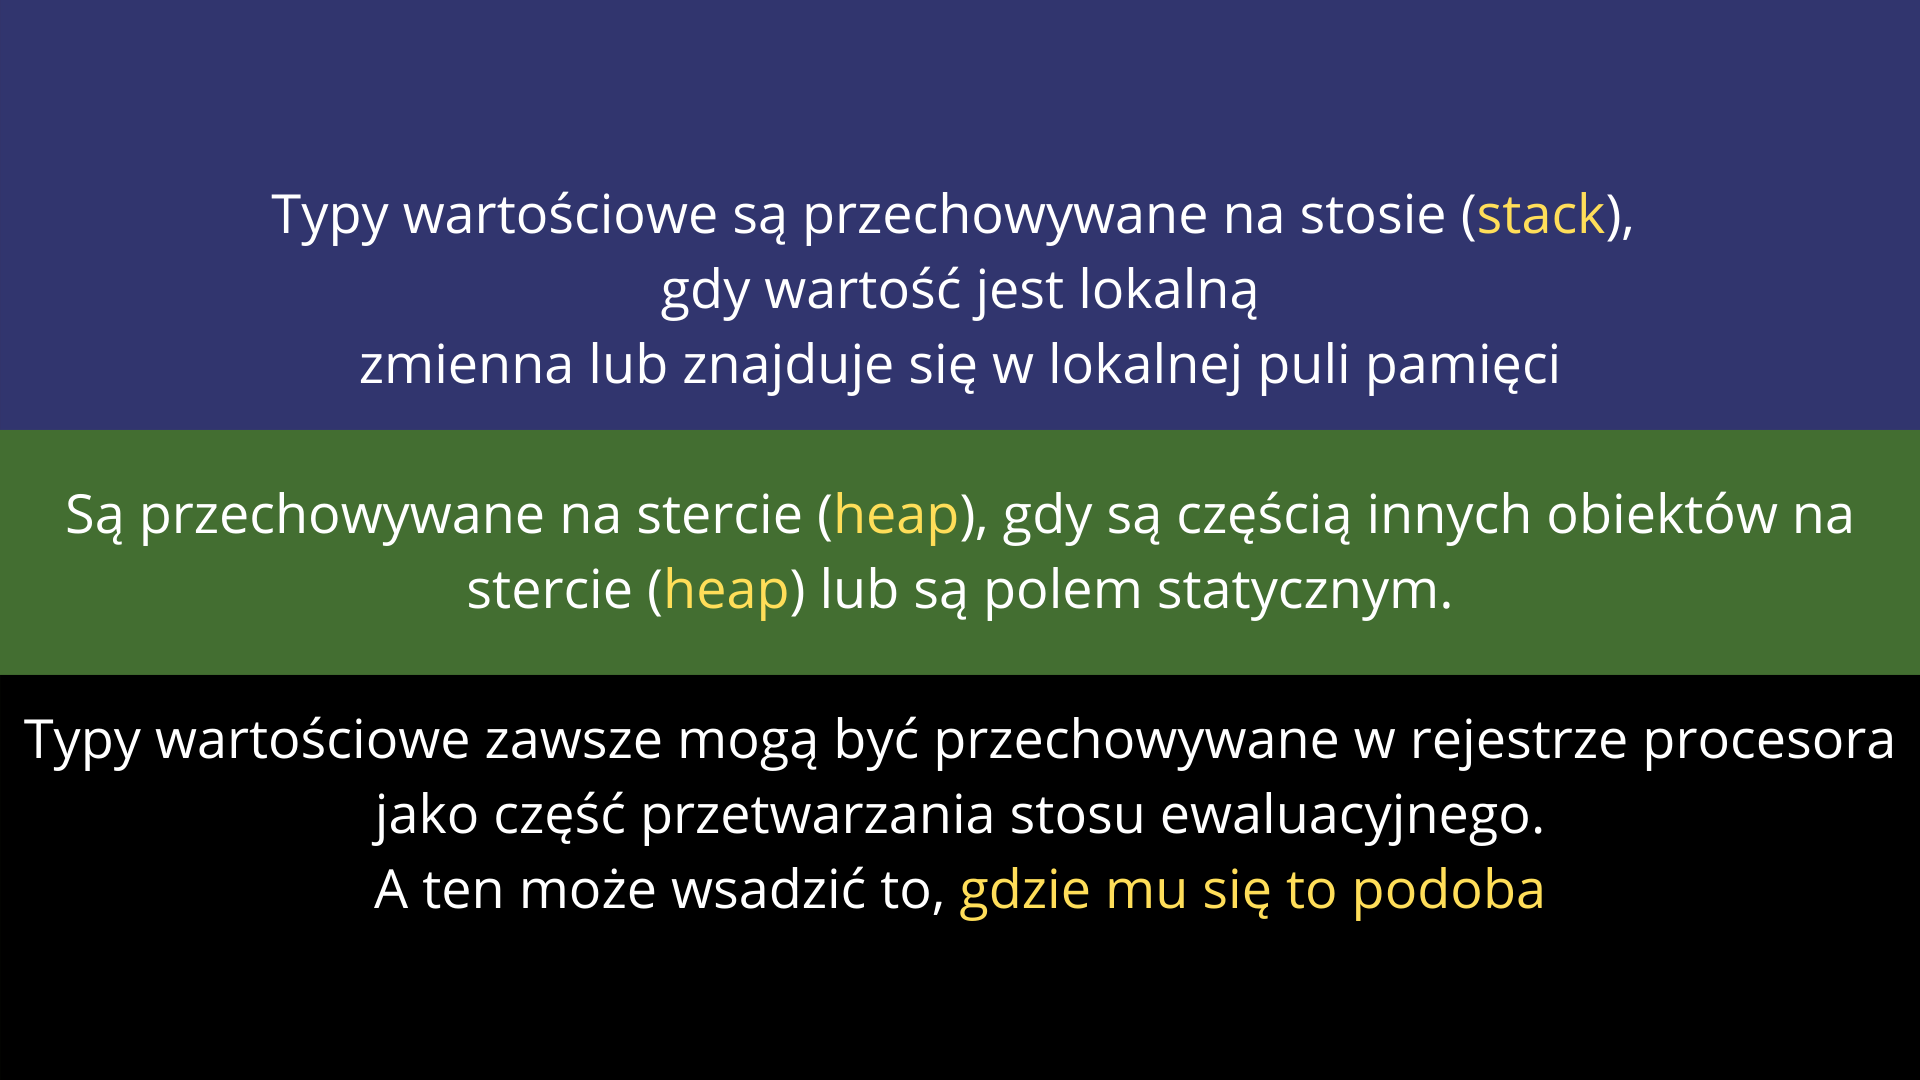 Typy wartościowe są przechowywane na stosie (stack),
gdy wartość jest lokalną
zmienna lub znajduje się w lokalnej puli pamięci
Są przechowywane na stercie (heap), gdy są częścią innych obiektów na
stercie (heap) lub są polem statycznym.
Typy wartościowe zawsze mogą być przechowywane w rejestrze procesora
jako część przetwarzania stosu ewaluacyjnego.
A ten może wsadzić to, gdzie mu się to podoba